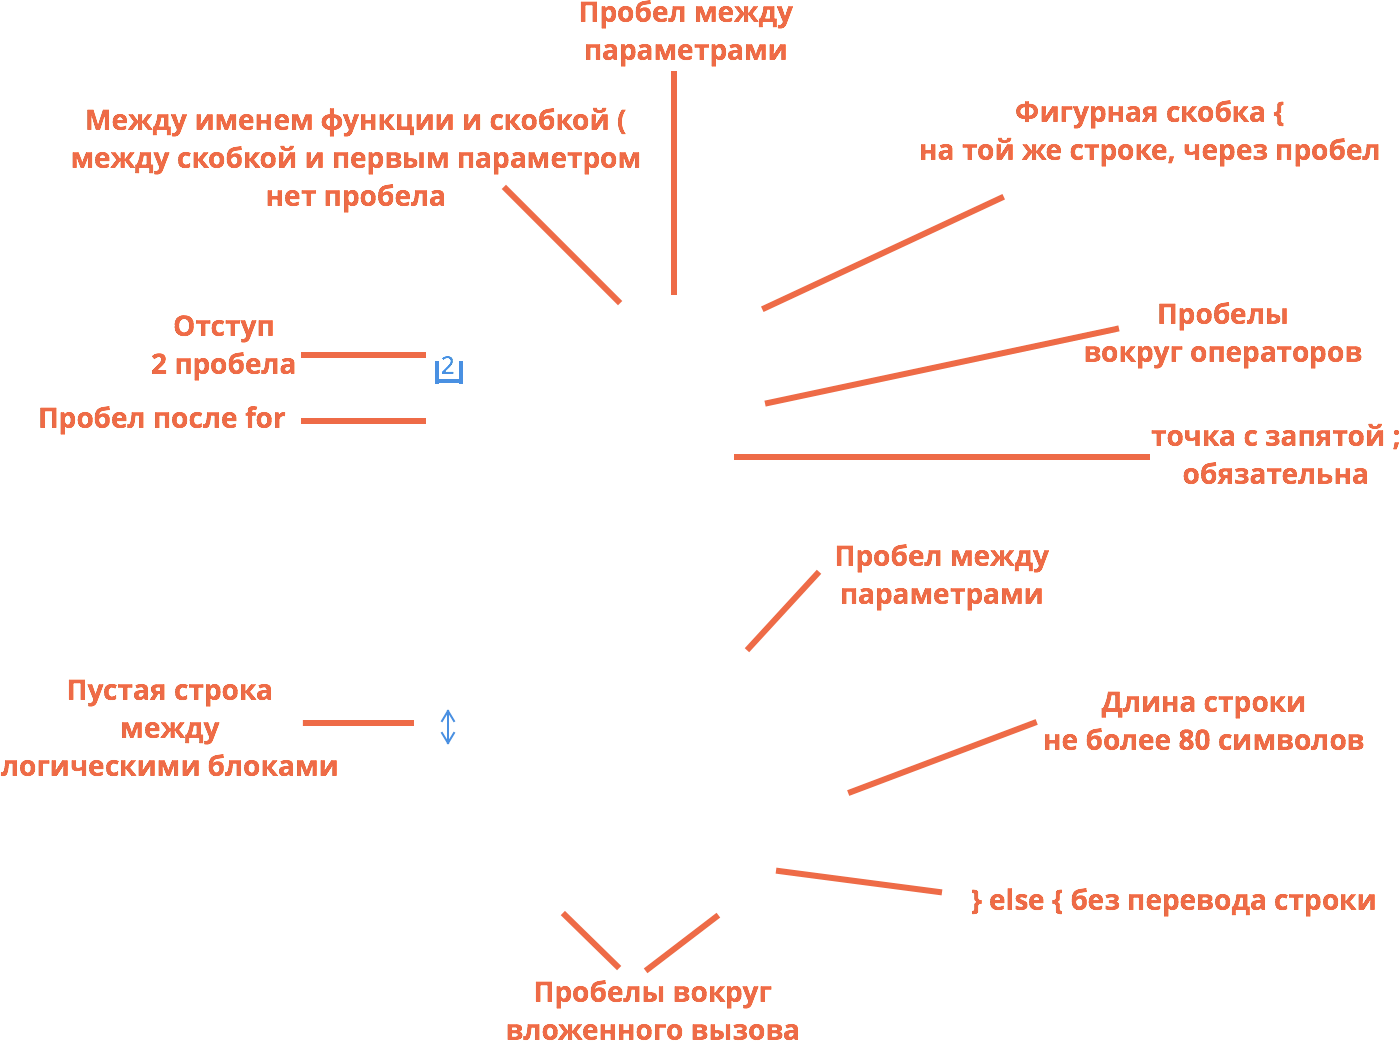 Пробел между
параметрами
Между именем функции и скобкой (
между скобкой и первым параметром
нет пробела
Фигурная скобка {
на той же строке, через пробел
Отступ
2 пробела
2
Пробелы
вокруг операторов
Пробел после for
точка с запятой ;
обязательна
Пробел между
параметрами
Пустая строка
между
логическими блоками
Длина строки
не более 80 символов
} else { без перевода строки
Пробелы вокруг
вложенного вызова